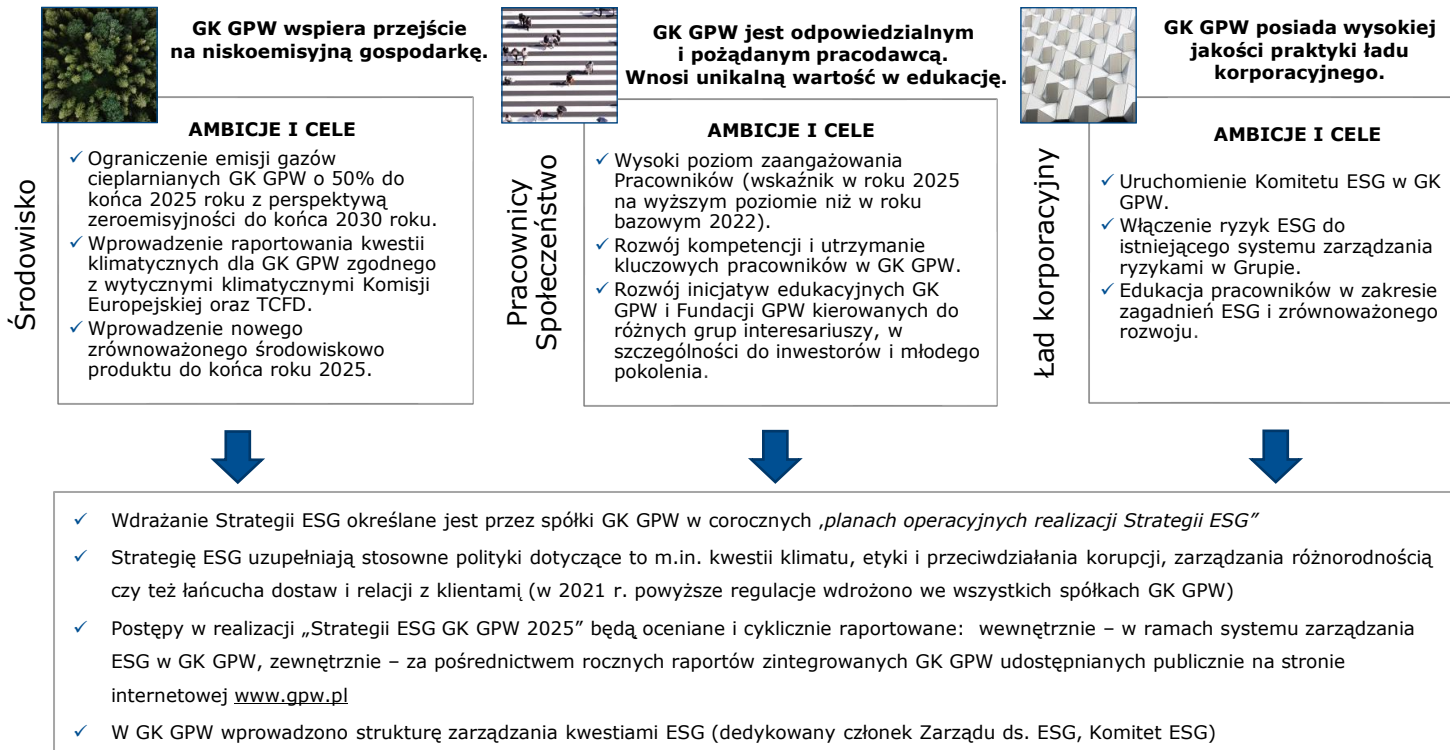 GK GPW wspiera przejście
na niskoemisyjną gospodarkę.
Środowisko
AMBICJE I CELE
✓ Ograniczenie emisji gazów
cieplarnianych GK GPW o 50% do
końca 2025 roku z perspektywą
zeroemisyjności do końca 2030 roku.
✓ Wprowadzenie raportowania kwestii
klimatycznych dla GK GPW zgodnego
z wytycznymi klimatycznymi Komisji
Europejskiej oraz TCFD.
✓ Wprowadzenie nowego
zrównoważonego środowiskowo
produktu do końca roku 2025.
GK GPW jest odpowiedzialnym
i pożądanym pracodawcą.
Wnosi unikalną wartość w edukację.
Pracownicy
Społeczeństwo
AMBICJE I CELE
✓ Wysoki poziom zaangażowania
Pracowników (wskaźnik w roku 2025
na wyższym poziomie niż w roku
bazowym 2022).
✓ Rozwój kompetencji i utrzymanie
kluczowych pracowników w GK GPW.
✓ Rozwój inicjatyw edukacyjnych GK
GPW i Fundacji GPW kierowanych do
różnych grup interesariuszy, w
szczególności do inwestorów i młodego
pokolenia.
GK GPW posiada wysokiej
jakości praktyki ładu
korporacyjnego.
Ład korporacyjny
AMBICJE I CELE
✓ Uruchomienie Komitetu ESG w GK
GPW.
✓ Włączenie ryzyk ESG do
istniejącego systemu zarządzania
ryzykami w Grupie.
✓ Edukacja pracowników w zakresie
zagadnień ESG i zrównoważonego
rozwoju.
✓ Wdrażanie Strategii ESG określane jest przez spółki GK GPW w corocznych „planach operacyjnych realizacji Strategii ESG”
✓ Strategię ESG uzupełniają stosowne polityki dotyczące to m.in. kwestii klimatu, etyki i przeciwdziałania korupcji, zarządzania różnorodnością
czy też łańcucha dostaw i relacji z klientami (w 2021 r. powyższe regulacje wdrożono we wszystkich spółkach GK GPW)
✓ Postępy w realizacji „Strategii ESG GK GPW 2025” będą oceniane i cyklicznie raportowane: wewnętrznie – w ramach systemu zarządzania
ESG w GK GPW, zewnętrznie – za pośrednictwem rocznych raportów zintegrowanych GK GPW udostępnianych publicznie na stronie
internetowej www.gpw.pl
✓ W GK GPW wprowadzono strukturę zarządzania kwestiami ESG (dedykowany członek Zarządu ds. ESG, Komitet ESG)